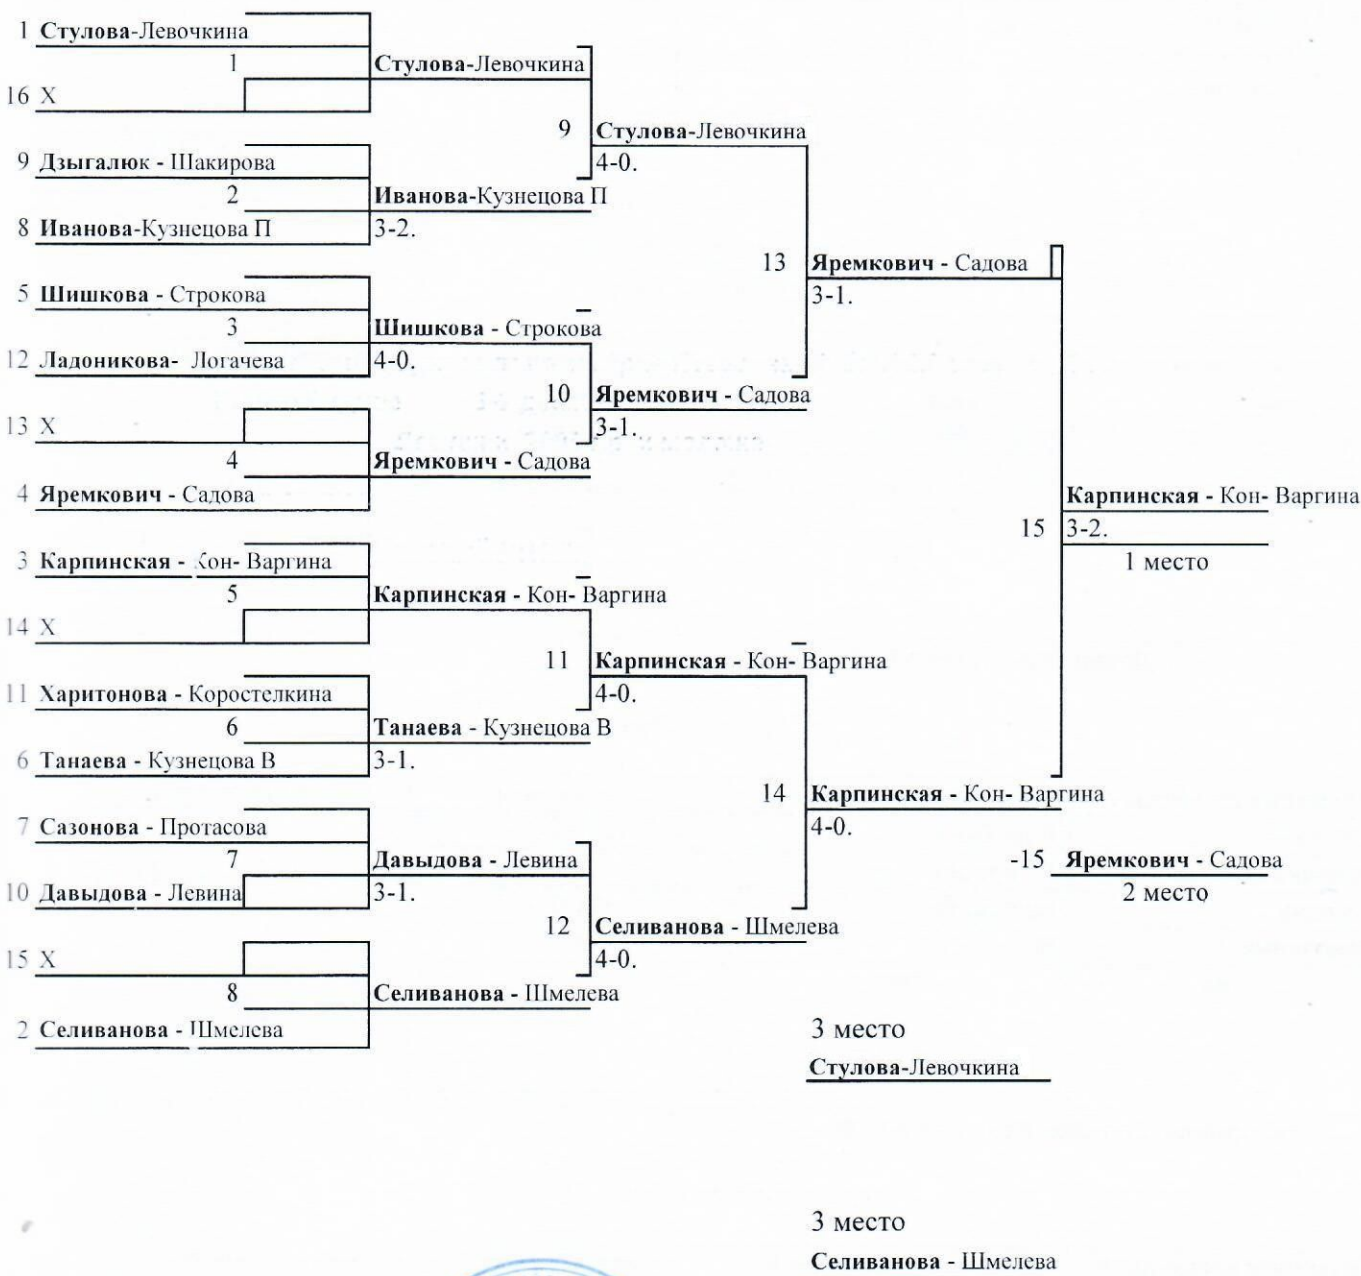 1 Стулова-Левочкина
1 Стулова-Левочкина
16 X
9 Стулова-Левочкина
4-0.
9 Дзыгалюк - Шакирова
2 Иванова-Кузнецова П
8 Иванова-Кузнецова П 3-2.
13 Яремкович - Садова
3-1.
5 Шишкова - Строкова
3 Шишкова - Строкова
12 Ладоникова- Логачева 4-0.
10 Яремкович - Садова
3-1.
13 X
4 Яремкович - Садова
4 Яремкович - Садова
Карпинская - Кон- Варгина
15 3-2.
1 место
3 Карпинская - Кон- Варгина
5 Карпинская - Кон- Варгина
14 X
11 Карпинская - Кон- Варгина
4-0.
11 Харитонова - Коростелкина
6 Танаева - Кузнецова В
6 Танаева - Кузнецова В 3-1.
14 Карпинская - Кон- Варгина
4-0.
7 Сазонова - Протасова
7 Давыдова - Левина
-15 Яремкович - Садова
10 Давыдова - Левина 3-1.
2 место
12 Селиванова - Шмелева
4-0.
15 X
8 Селиванова - Шмелева
2 Селиванова - Шмелева
3 место
Стулова-Левочкина
3 место
Селиванова - Шмелева